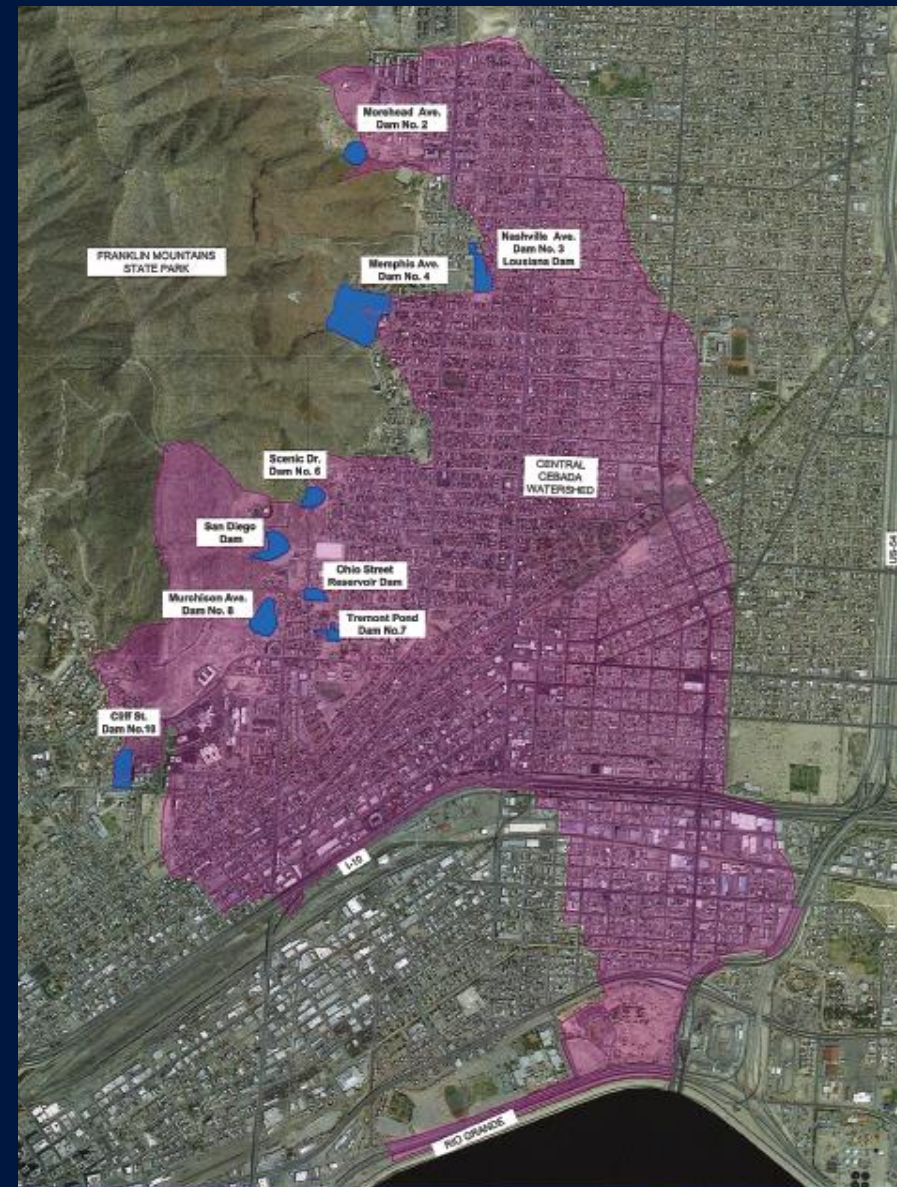 Morehead Ave.
Dam No. 2
Nashville Ave.
Dam No. 3
Lousiana Dam
FRANKLIN MOUNTAINS
STATE PARK
Memphis Ave.
Dam No. 4
Scenic Dr.
Dam No. 6
CENTRAL
CEBADA
WATERSHED
San Diego
Dam
US-54
Ohio Street
Reservoir Dam
Murchison Ave.
Dam No. 8
Tremont Pond
Dam No.7
Cliff St.
Dam No.10
I-10
RIO GRANDE